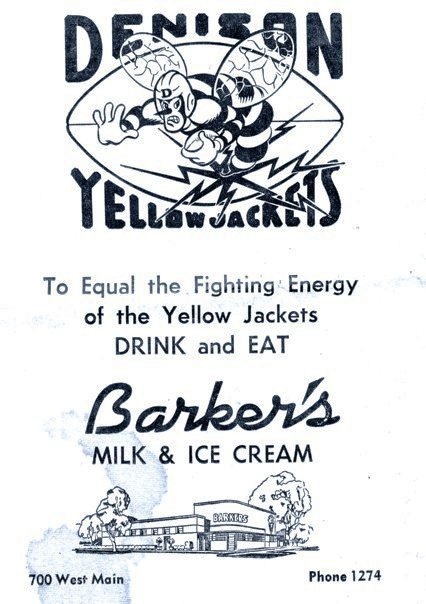 DENISON
D
YELLOWJACKETS
To Equal the Fighting Energy
of the Yellow Jackets
DRINK and EAT
Barker's
MILK & ICE CREAM
BARKERS
700 West Main Phone 1274